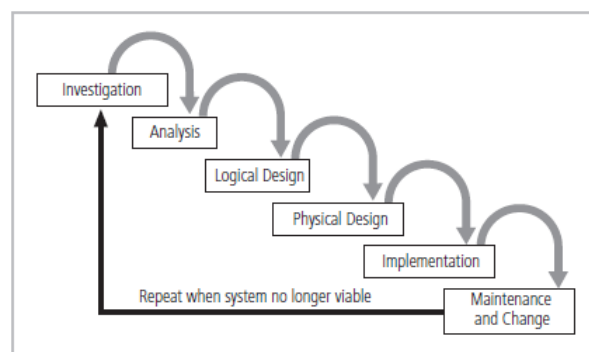 Investigation
Analysis
Logical Design
Physical Design
Implementation
Repeat when system no longer viable
Maintenance
and Change